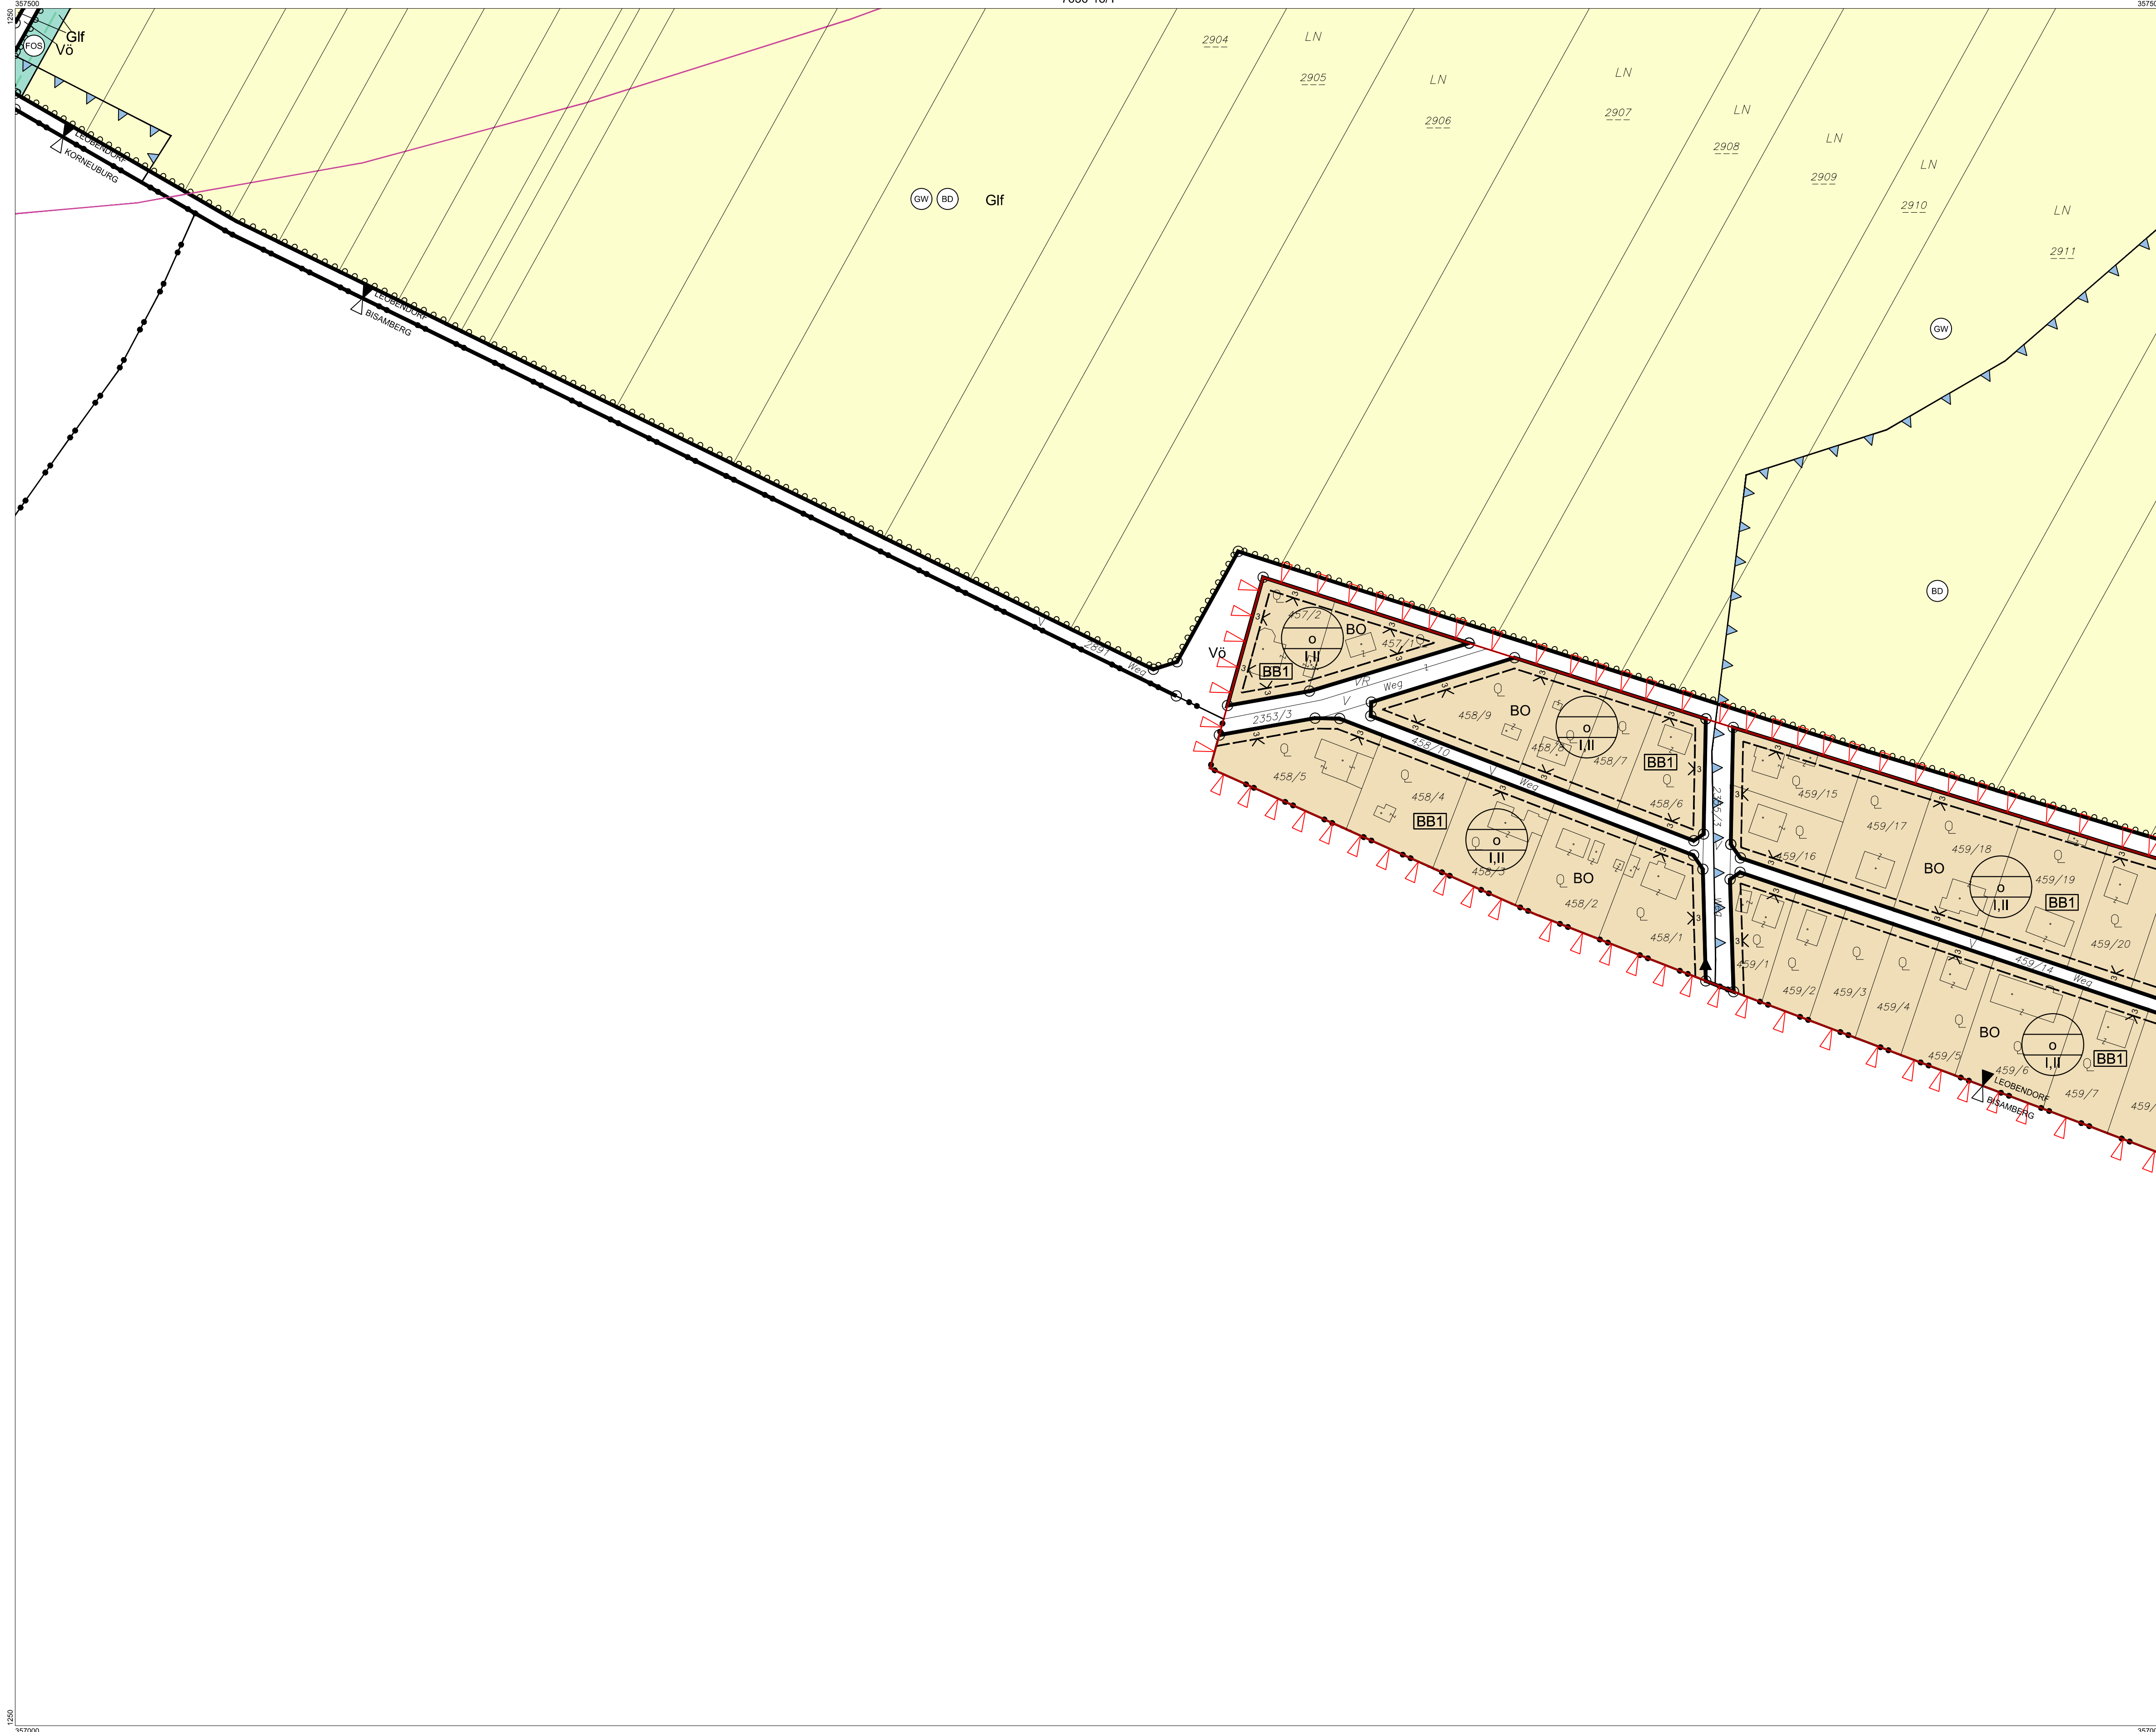 357500
1250
Glf
Vö
FOS
LEOBENDORF
KORNEUBURG
LEOBENDORF
BISAMBERG
2904
LN
2905
LN
2906
LN
2907
LN
2908
LN
2909
LN
2910
LN
2911
GW
BD
Glf
GW
BD
V
2891
Weg
Vö
457/2
BO
457/1
o
I,II
BB1
VR
Weg
1
V
2353/3
458/9
BO
458/8
o
I,II
458/7
BB1
458/6
458/10
V
Weg
458/5
458/4
BB1
o
I,II
458/3
BO
458/2
458/1
Weg
459/15
459/16
459/17
459/18
BO
o
I,II
459/19
BB1
459/20
V
459/14
Weg
459/1
459/2
459/3
459/4
459/5
BO
o
I,II
BB1
459/6
459/7
LEOBENDORF
BISAMBERG
1250